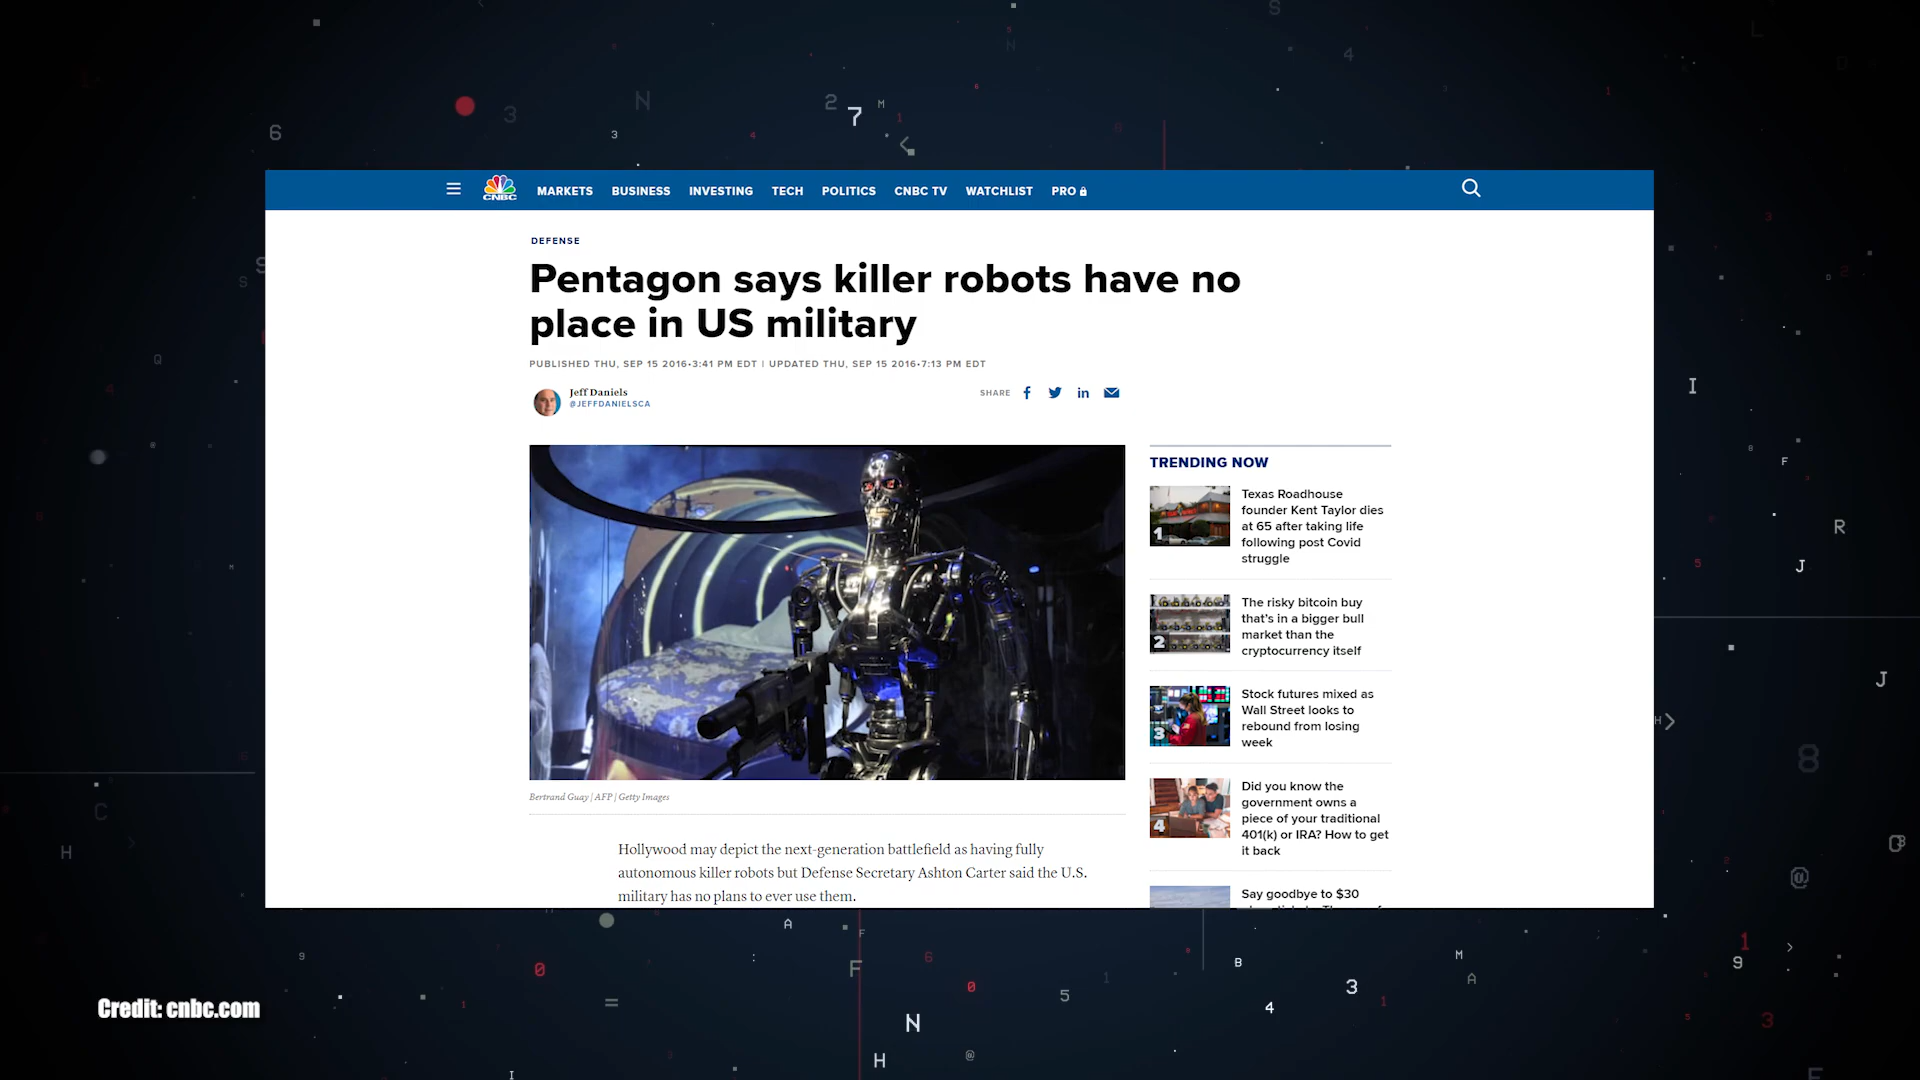 CNBC
MARKETS BUSINESS INVESTING TECH POLITICS CNBC TV WATCHLIST PRO
DEFENSE
Pentagon says killer robots have no
place in US military
PUBLISHED THU, SEP 15 2016•3:41 PM EDT | UPDATED THU, SEP 15 2016•7:13 PM EDT
Jeff Daniels
@JEFFDANIELSCA
SHARE
Bertrand Guay | AFP | Getty Images
Hollywood may depict the next-generation battlefield as having fully
autonomous killer robots but Defense Secretary Ashton Carter said the U.S.
military has no plans to ever use them.
TRENDING NOW
1
Texas Roadhouse
founder Kent Taylor dies
at 65 after taking life
following post Covid
struggle
2
The risky bitcoin buy
that's in a bigger bull
market than the
cryptocurrency itself
3
Stock futures mixed as
Wall Street looks to
rebound from losing
week
4
Did you know the
government owns a
piece of your traditional
401(k) or IRA? How to get
it back
Say goodbye to $30
Credit: cnbc.com